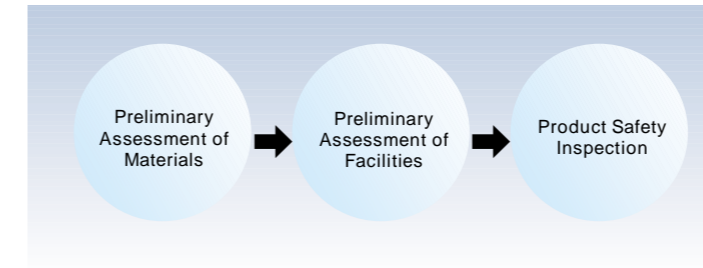 Preliminary
Assessment of
Materials
Preliminary
Assessment of
Facilities
Product Safety
Inspection